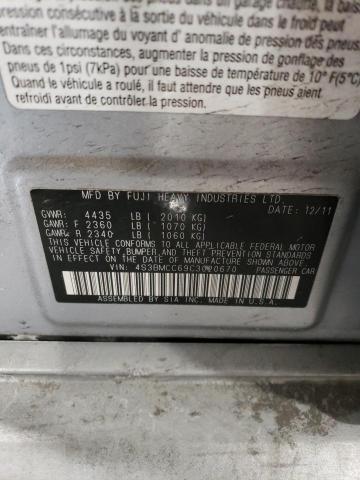 pression consécutive à la sortie du véhicule dans le froid peut
entraîner l'allumage du voyant d' anomalie de pression des pneus
Dans ces circonstances, augmenter la pression de gonflage des
pneus de 1psi (7kPa) pour une baisse de température de 10° F(5°C)
Quand le véhicule a roulé, il faut attendre que les pneus aient
refroidi avant de contrôler la pression.
MFD BY FUJI HEAVY INDUSTRIES LTD.
GVWR: 4435 LB ( 2010 KG) DATE: 12/11
GAWR: F 2360 LB ( 1070 KG)
GAWR: R 2340 LB ( 1060 KG)
THIS VEHICLE CONFORMS TO ALL APPLICABLE FEDERAL MOTOR
VEHICLE SAFETY, BUMPER, AND THEFT PREVENTION
STANDARDS IN EFFECT ON THE DATE OF MANUFACTURE SHOWN ABOVE.
VIN: 4S3BMCC69C3020670 PASSENGER CAR
ASSEMBLED BY SIA INC. MADE IN U.S.A.